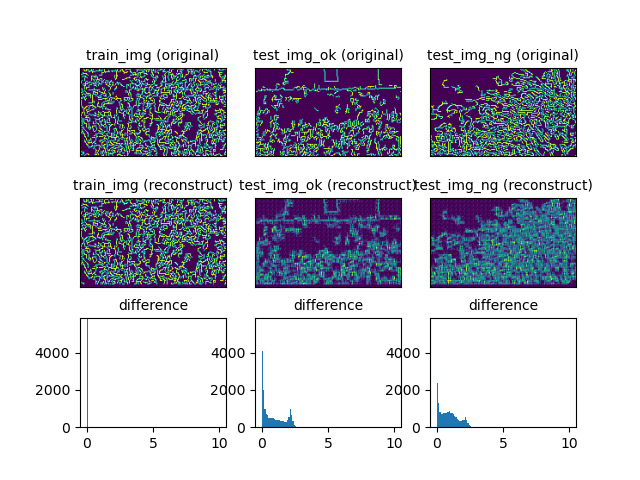 train_img (original) test_img_ok (original) test_img_ng (original)
train_img (reconstruct) test_img_ok (reconstruct) test_img_ng (reconstruct)
difference difference difference
4000 4000 4000
2000 2000 2000
0 0 0
0 5 10 0 5 10 0 5 10